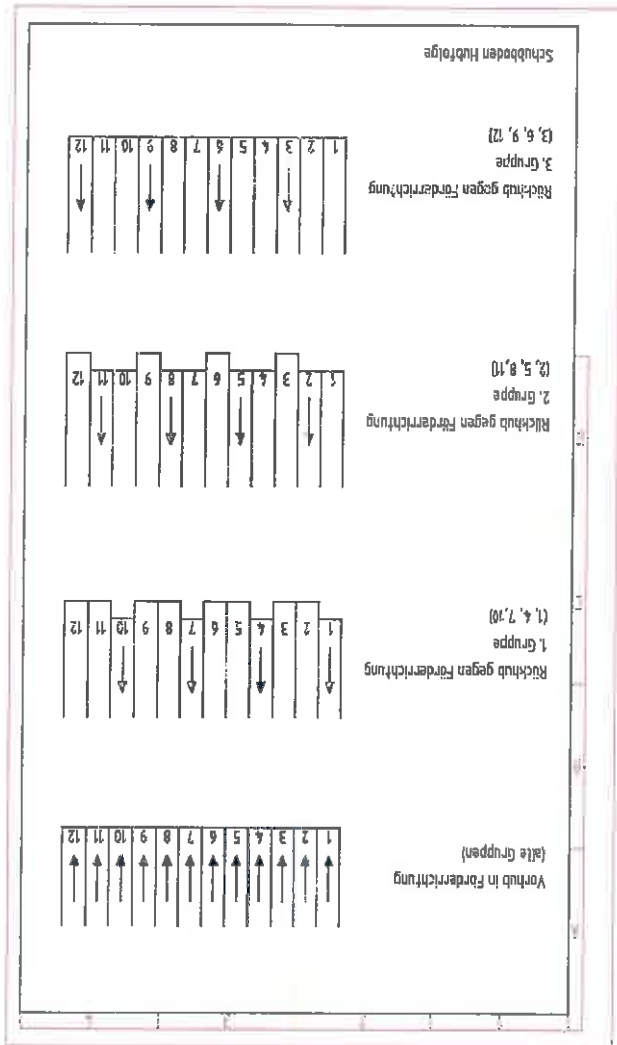 Vorhub in Förderrichtung
(alle Gruppen)
1 2 3 4 5 6 7 8 9 10 11 12
Rückhub gegen Förderrichtung
1. Gruppe
(1, 4, 7,10)
1 2 3 4 5 6 7 8 9 10 11 12
Rückhub gegen Förderrichtung
2. Gruppe
(2, 5, 8,11)
1 2 3 4 5 6 7 8 9 10 11 12
Rückhub gegen Förderrichtung
3. Gruppe
(3, 6, 9, 12)
1 2 3 4 5 6 7 8 9 10 11 12
Schubboden Hubfolge